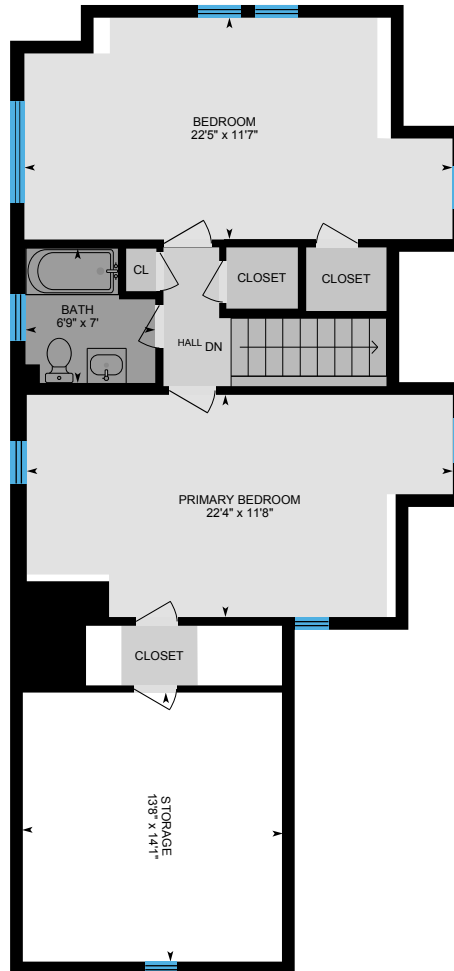 BEDROOM
22'5" x 11'7"
CL
CLOSET
CLOSET
BATH
6'9" x 7'
HALL
DN
PRIMARY BEDROOM
22'4" x 11'8"
CLOSET
STORAGE
13'8" x 14'1"